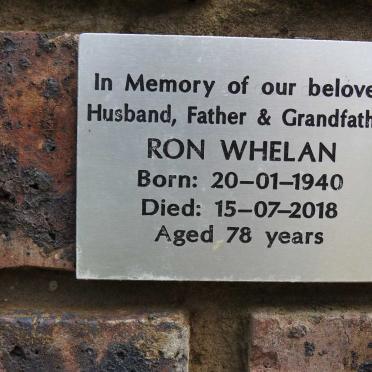 In Memory of our belove
Husband, Father & Grandfath
RON WHELAN
Born: 20-01-1940
Died: 15-07-2018
Aged 78 years